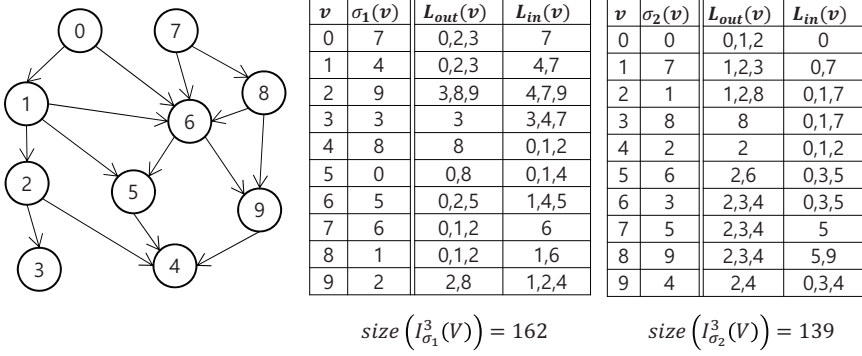 0
7
1
8
6
2
5
9
3
4
v σ₁(v) L_out(v) L_in(v)
0 7 0,2,3 7
1 4 0,2,3 4,7
2 9 3,8,9 4,7,9
3 3 3 3,4,7
4 8 8 0,1,2
5 0 0,8 0,1,4
6 5 0,2,5 1,4,5
7 6 0,1,2 6
8 1 0,1,2 1,6
9 2 2,8 1,2,4
size(I³_σ₁(V)) = 162
v σ₂(v) L_out(v) L_in(v)
0 0 0,1,2 0
1 7 1,2,3 0,7
2 1 1,2,8 0,1,7
3 8 8 0,1,7
4 2 2 0,1,2
5 6 2,6 0,3,5
6 3 2,3,4 0,3,5
7 5 2,3,4 5
8 9 2,3,4 5,9
9 4 2,4 0,3,4
size(I³_σ₂(V)) = 139